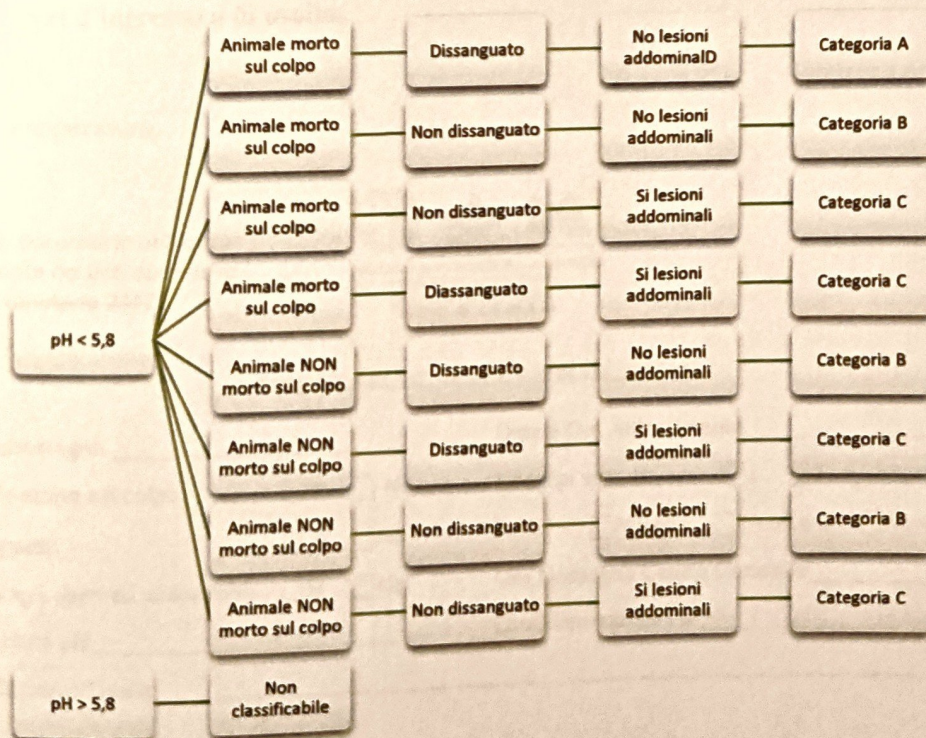 Animale morto
sul colpo
Dissanguato
No lesioni
addominalD
Categoria A
Animale morto
sul colpo
Non dissanguato
No lesioni
addominali
Categoria B
Animale morto
sul colpo
Non dissanguato
Si lesioni
addominali
Categoria C
Animale morto
sul colpo
Diassanguato
Si lesioni
addominali
Categoria C
pH < 5,8
Animale NON
morto sul colpo
Dissanguato
No lesioni
addominali
Categoria B
Animale NON
morto sul colpo
Dissanguato
Si lesioni
addominali
Categoria C
Animale NON
morto sul colpo
Non dissanguato
No lesioni
addominali
Categoria B
Animale NON
morto sul colpo
Non dissanguato
Si lesioni
addominali
Categoria C
pH > 5,8
Non
classificabile